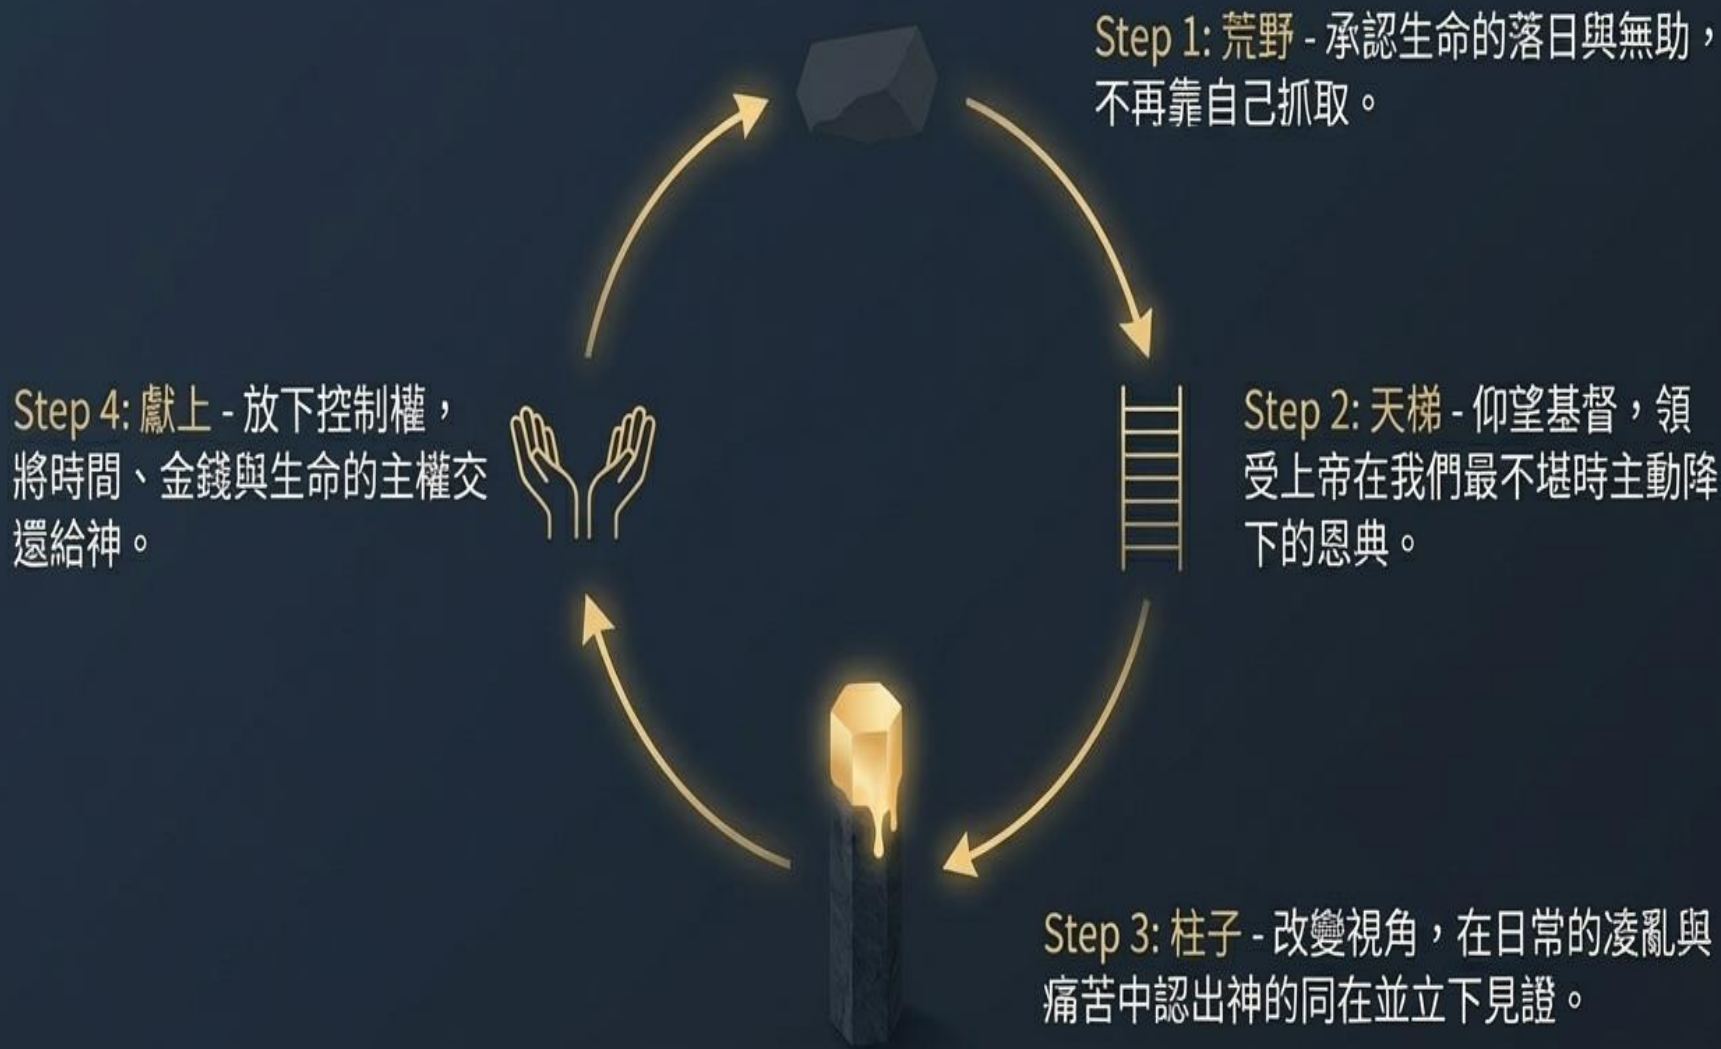 Step 1: 荒野 - 承認生命的落日與無助，
不再靠自己抓取。
Step 2: 天梯 - 仰望基督，領
受上帝在我們最不堪時主動降
下的恩典。
Step 3: 柱子 - 改變視角，在日常的凌亂與
痛苦中認出神的同在並立下見證。
Step 4: 獻上 - 放下控制權，
將時間、金錢與生命的主權交
還給神。